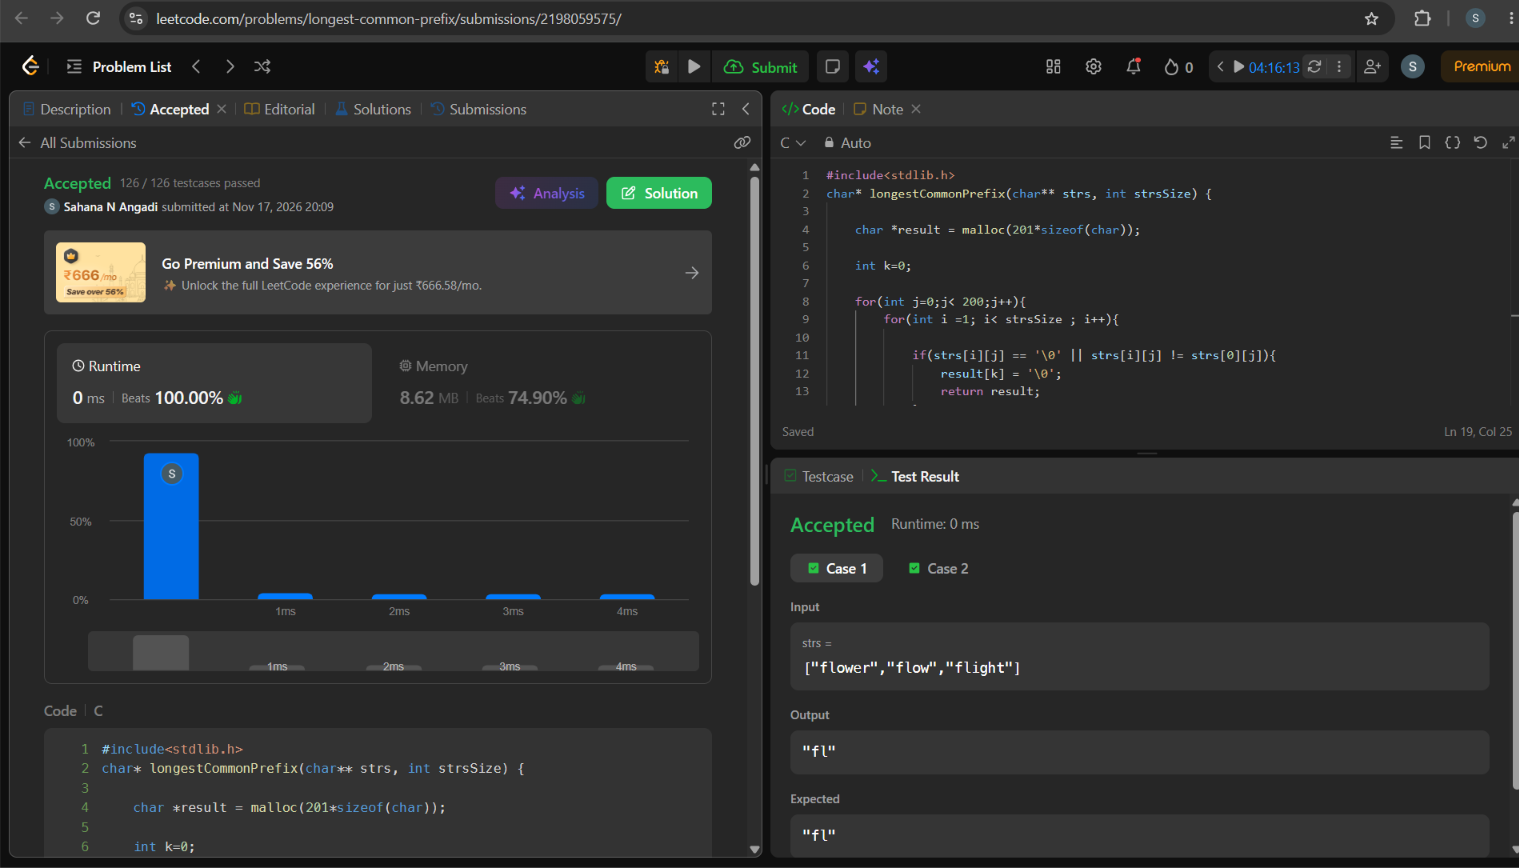 leetcode.com/problems/longest-common-prefix/submissions/2198059575/
S
Problem List
Submit
0
04:16:13
S
Premium
Description
Accepted
Editorial
Solutions
Submissions
All Submissions
Accepted 126 / 126 testcases passed
S Sahana N Angadi submitted at Nov 17, 2026 20:09
Analysis
Solution
₹666/mo
Save over 56%
Go Premium and Save 56%
✨ Unlock the full LeetCode experience for just ₹666.58/mo.
Runtime
0 ms | Beats 100.00%
Memory
8.62 MB | Beats 74.90%
100%
S
50%
0%
1ms 2ms 3ms 4ms
1ms 2ms 3ms 4ms
Code | C
1 #include<stdlib.h>
2 char* longestCommonPrefix(char** strs, int strsSize) {
3
4 char *result = malloc(201*sizeof(char));
5
6 int k=0;
</> Code
Note
C
Auto
1 #include<stdlib.h>
2 char* longestCommonPrefix(char** strs, int strsSize) {
3
4 char *result = malloc(201*sizeof(char));
5
6 int k=0;
7
8 for(int j=0;j< 200;j++){
9 for(int i =1; i< strsSize ; i++){
10
11 if(strs[i][j] == '\0' || strs[i][j] != strs[0][j]){
12 result[k] = '\0';
13 return result;
Saved
Ln 19, Col 25
Testcase
>_ Test Result
Accepted Runtime: 0 ms
Case 1
Case 2
Input
strs =
["flower","flow","flight"]
Output
"fl"
Expected
"fl"